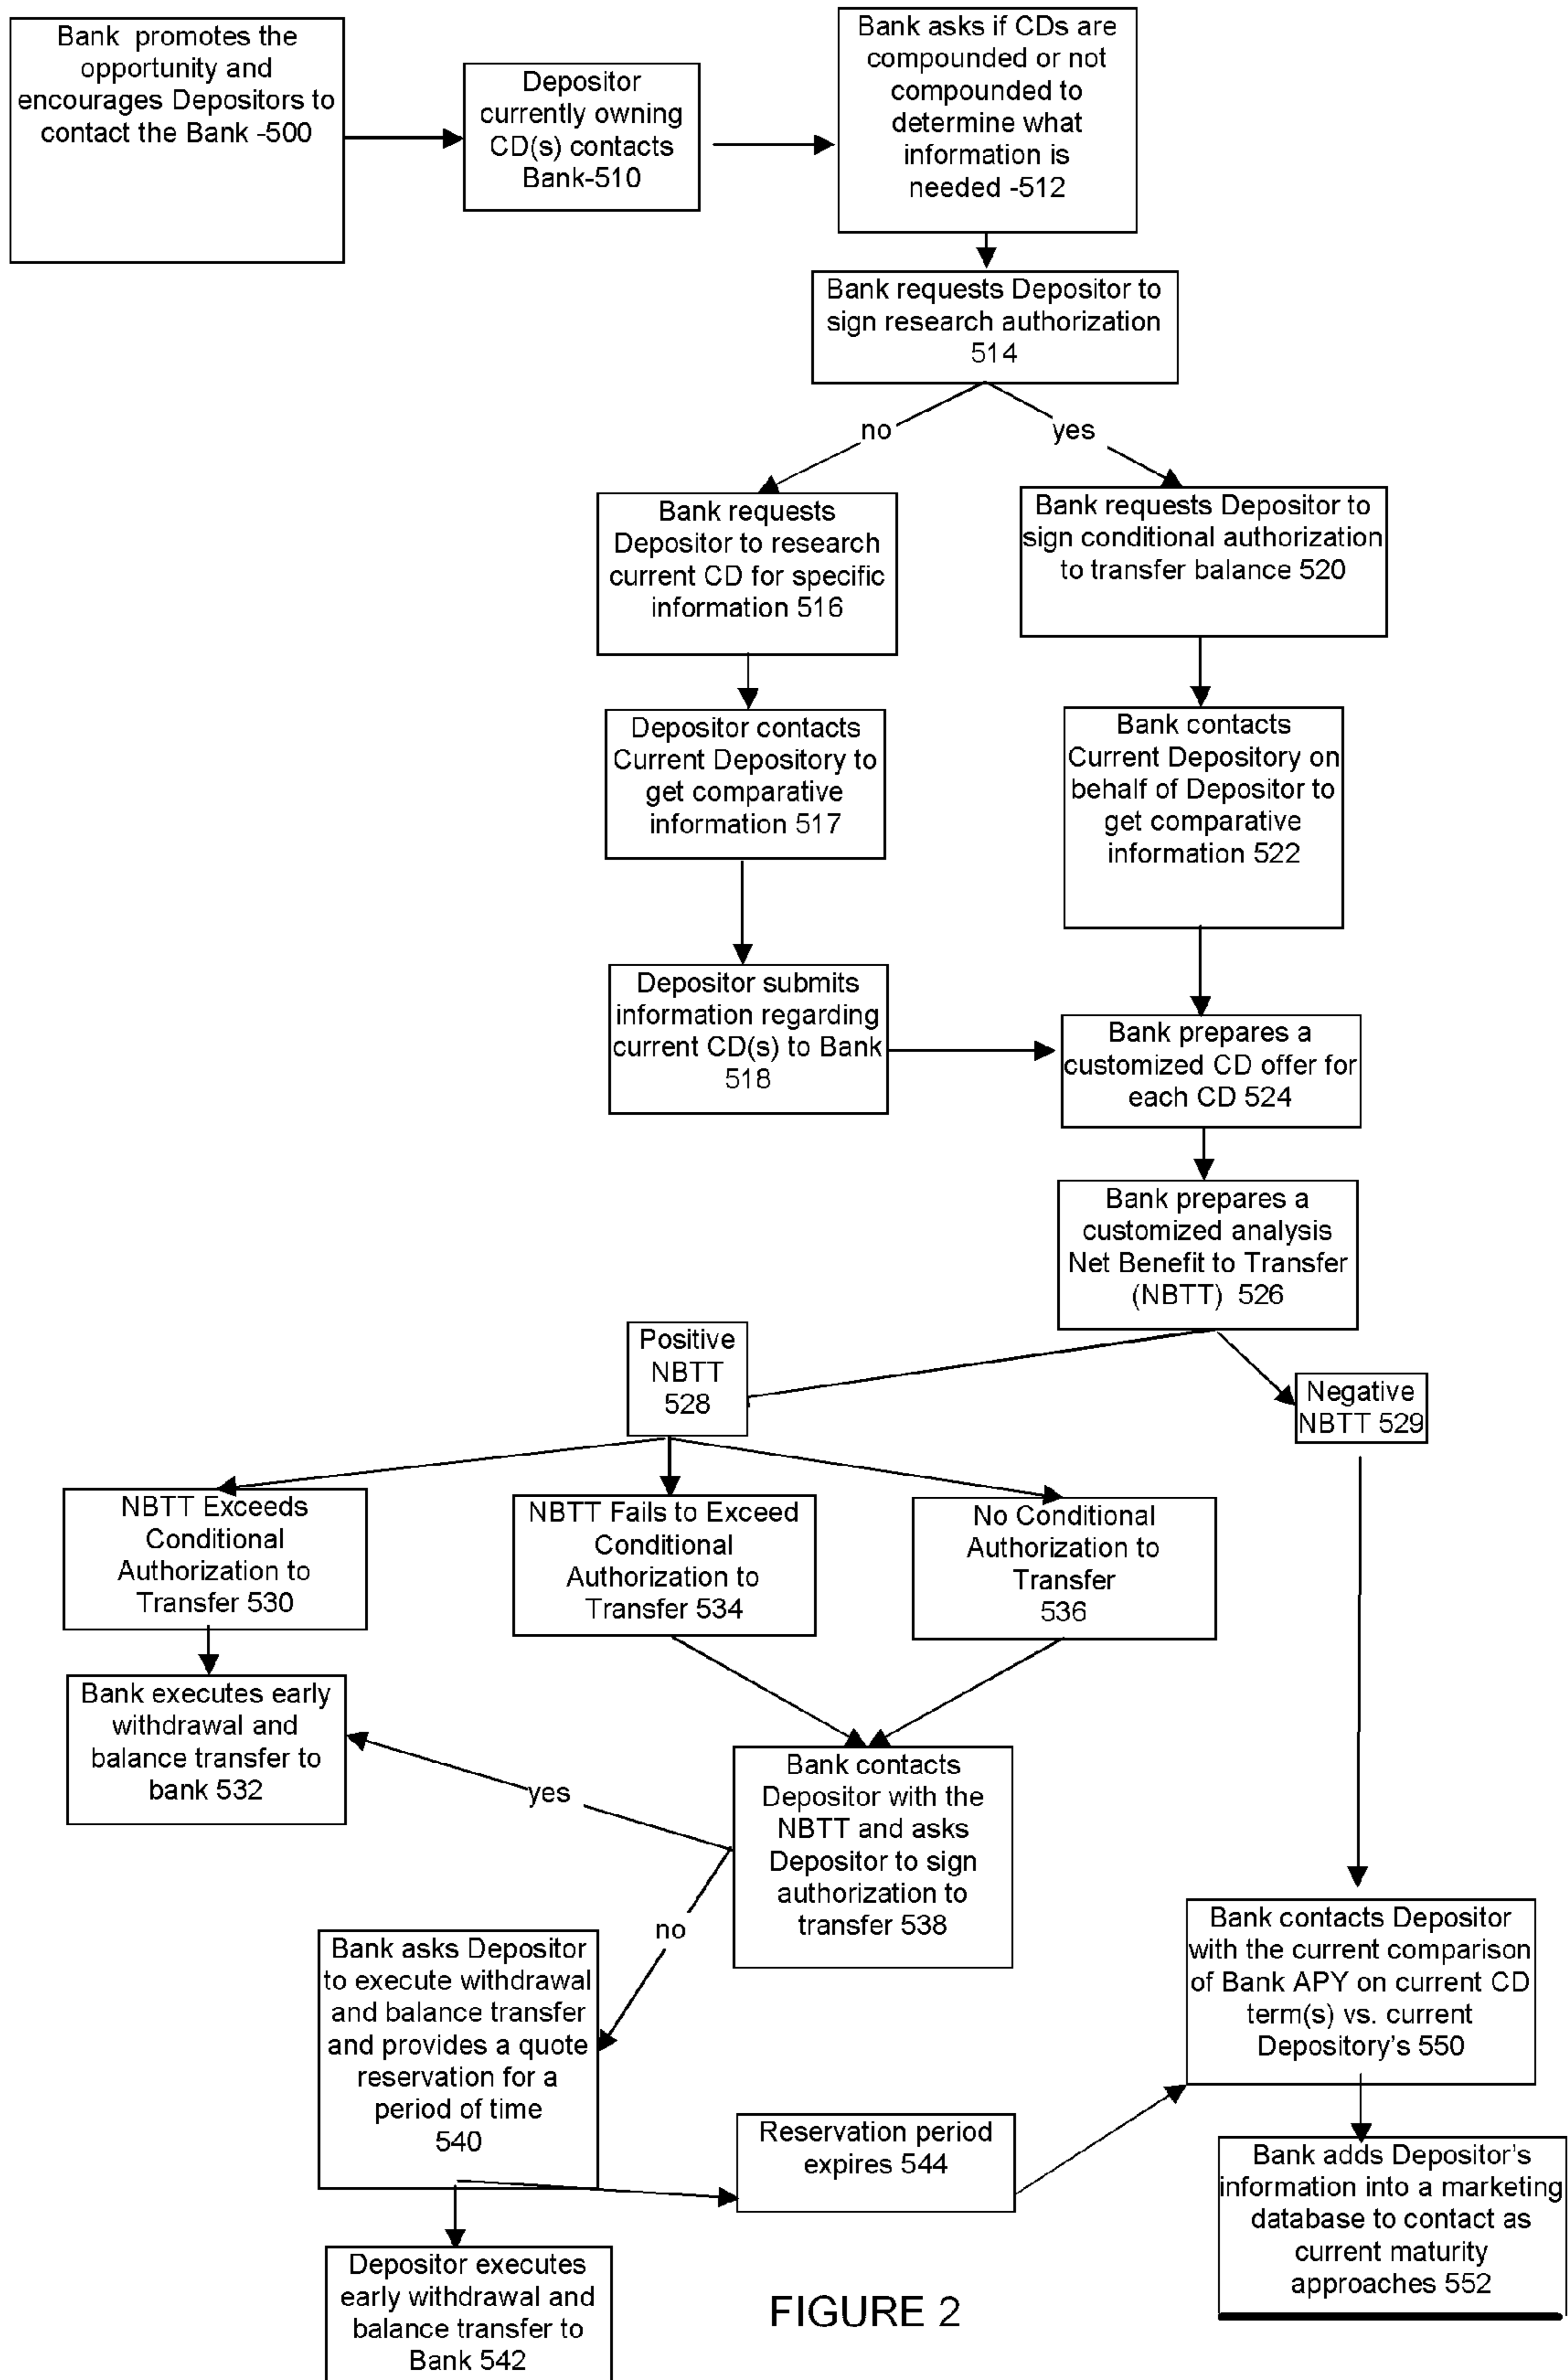 Bank promotes the
opportunity and
encourages Depositors to
contact the Bank -500
Depositor
currently owning
CD(s) contacts
Bank-510
Bank asks if CDs are
compounded or not
compounded to
determine what
information is
needed -512
Bank requests Depositor to
sign research authorization
514
no
yes
Bank requests
Depositor to research
current CD for specific
information 516
Bank requests Depositor to
sign conditional authorization
to transfer balance 520
Depositor contacts
Current Depository to
get comparative
information 517
Bank contacts
Current Depository on
behalf of Depositor to
get comparative
information 522
Depositor submits
information regarding
current CD(s) to Bank
518
Bank prepares a
customized CD offer for
each CD 524
Bank prepares a
customized analysis
Net Benefit to Transfer
(NBTT) 526
Positive
NBTT
528
Negative
NBTT 529
NBTT Exceeds
Conditional
Authorization to
Transfer 530
NBTT Fails to Exceed
Conditional
Authorization to
Transfer 534
No Conditional
Authorization to
Transfer
536
Bank executes early
withdrawal and
balance transfer to
bank 532
yes
Bank contacts
Depositor with the
NBTT and asks
Depositor to sign
authorization to
transfer 538
no
Bank asks Depositor
to execute withdrawal
and balance transfer
and provides a quote
reservation for a
period of time
540
Bank contacts Depositor
with the current comparison
of Bank APY on current CD
term(s) vs. current
Depository's 550
Reservation period
expires 544
Bank adds Depositor's
information into a marketing
database to contact as
current maturity
approaches 552
Depositor executes
early withdrawal and
balance transfer to
Bank 542
FIGURE 2